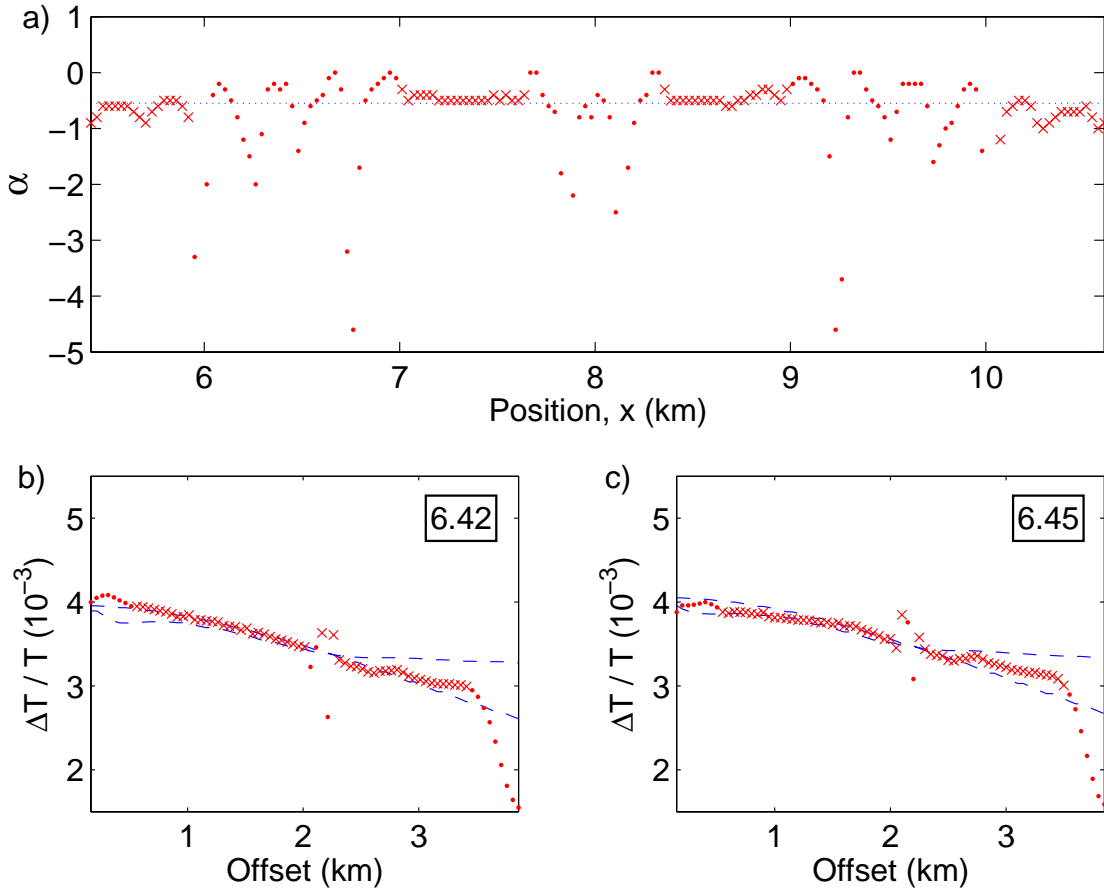 a)
1
0
−1
−2
−3
−4
−5
α
6 7 8 9 10
Position, x (km)
b)
6.42
5
4
3
2
ΔT / T (10⁻³)
1 2 3
Offset (km)
c)
6.45
5
4
3
2
ΔT / T (10⁻³)
1 2 3
Offset (km)